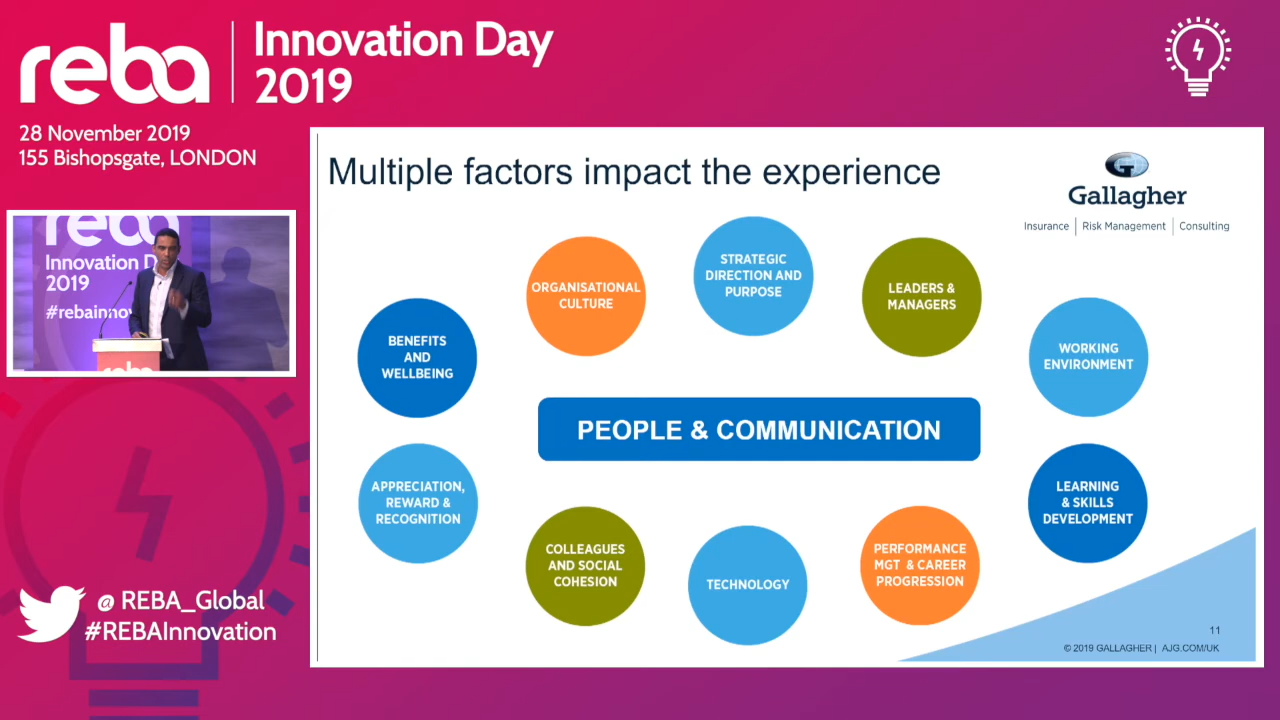 reba
Innovation Day
2019
28 November 2019
155 Bishopsgate, LONDON
reba
Innovation D
2019
#rebainnov
reba
@ REBA_Global
#REBAInnovation
Multiple factors impact the experience
Gallagher
Insurance | Risk Management | Consulting
ORGANISATIONAL
CULTURE
STRATEGIC
DIRECTION AND
PURPOSE
LEADERS &
MANAGERS
BENEFITS
AND
WELLBEING
WORKING
ENVIRONMENT
PEOPLE & COMMUNICATION
APPRECIATION,
REWARD &
RECOGNITION
LEARNING
& SKILLS
DEVELOPMENT
COLLEAGUES
AND SOCIAL
COHESION
TECHNOLOGY
PERFORMANCE
MGT & CAREER
PROGRESSION
11
© 2019 GALLAGHER | AJG.COM/UK